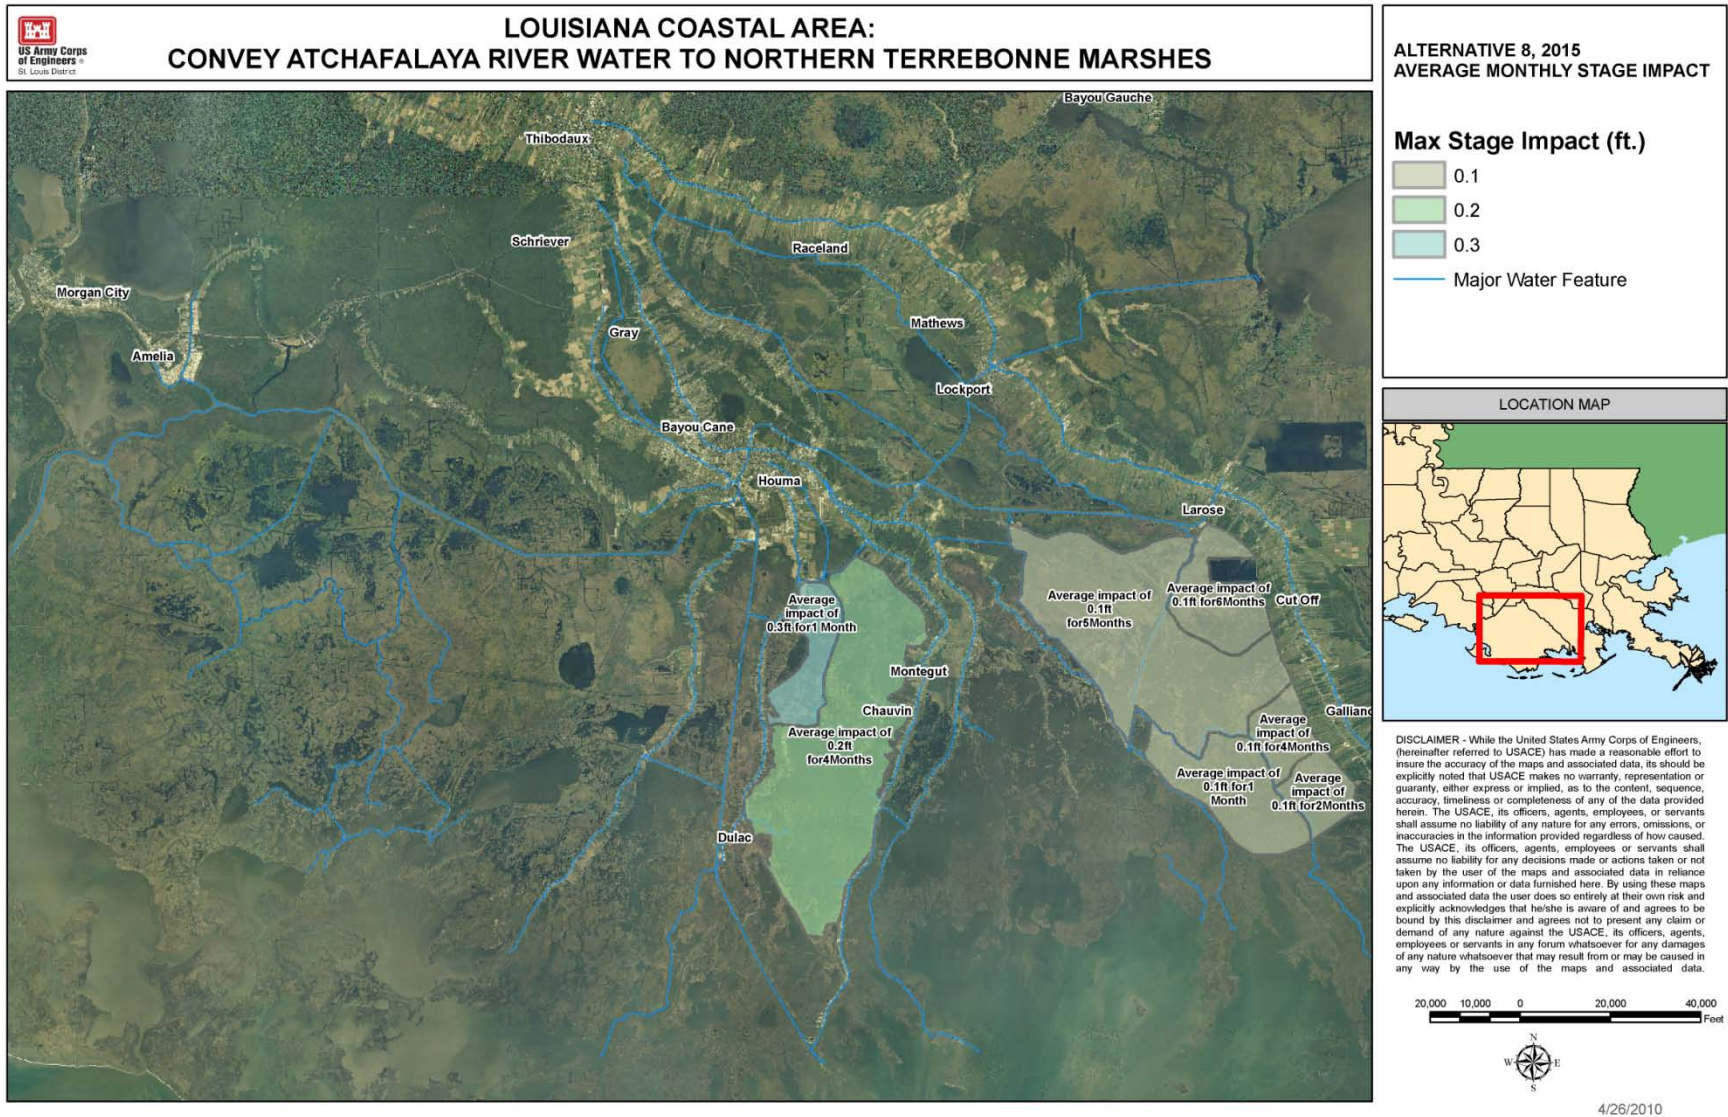 US Army Corps
of Engineers ®
St. Louis District
LOUISIANA COASTAL AREA:
CONVEY ATCHAFALAYA RIVER WATER TO NORTHERN TERREBONNE MARSHES
ALTERNATIVE 8, 2015
AVERAGE MONTHLY STAGE IMPACT
Max Stage Impact (ft.)
0.1
0.2
0.3
Major Water Feature
Bayou Gauche
Thibodaux
Schriever
Raceland
Morgan City
Mathews
Gray
Amelia
Lockport
Bayou Cane
Houma
Larose
Average
impact of
0.3ft for1 Month
Average impact of
0.1ft
for5Months
Average impact of
0.1ft for6Months
Cut Off
Montegut
Chauvin
Galliano
Average impact of
0.2ft
for4Months
Average
impact of
0.1ft for4Months
Average impact of
0.1ft for1
Month
Average
impact of
0.1ft for2Months
Dulac
LOCATION MAP
DISCLAIMER - While the United States Army Corps of Engineers,
(hereinafter referred to USACE) has made a reasonable effort to
insure the accuracy of the maps and associated data, its should be
explicitly noted that USACE makes no warranty, representation or
guaranty, either express or implied, as to the content, sequence,
accuracy, timeliness or completeness of any of the data provided
herein. The USACE, its officers, agents, employees, or servants
shall assume no liability of any nature for any errors, omissions, or
inaccuracies in the information provided regardless of how caused.
The USACE, its officers, agents, employees or servants shall
assume no liability for any decisions made or actions taken or not
taken by the user of the maps and associated data in reliance
upon any information or data furnished here. By using these maps
and associated data the user does so entirely at their own risk and
explicitly acknowledges that he/she is aware of and agrees to be
bound by this disclaimer and agrees not to present any claim or
demand of any nature against the USACE, its officers, agents,
employees or servants in any forum whatsoever for any damages
of any nature whatsoever that may result from or may be caused in
any way by the use of the maps and associated data.
20,000 10,000 0 20,000 40,000
Feet
N
W E
S
4/26/2010